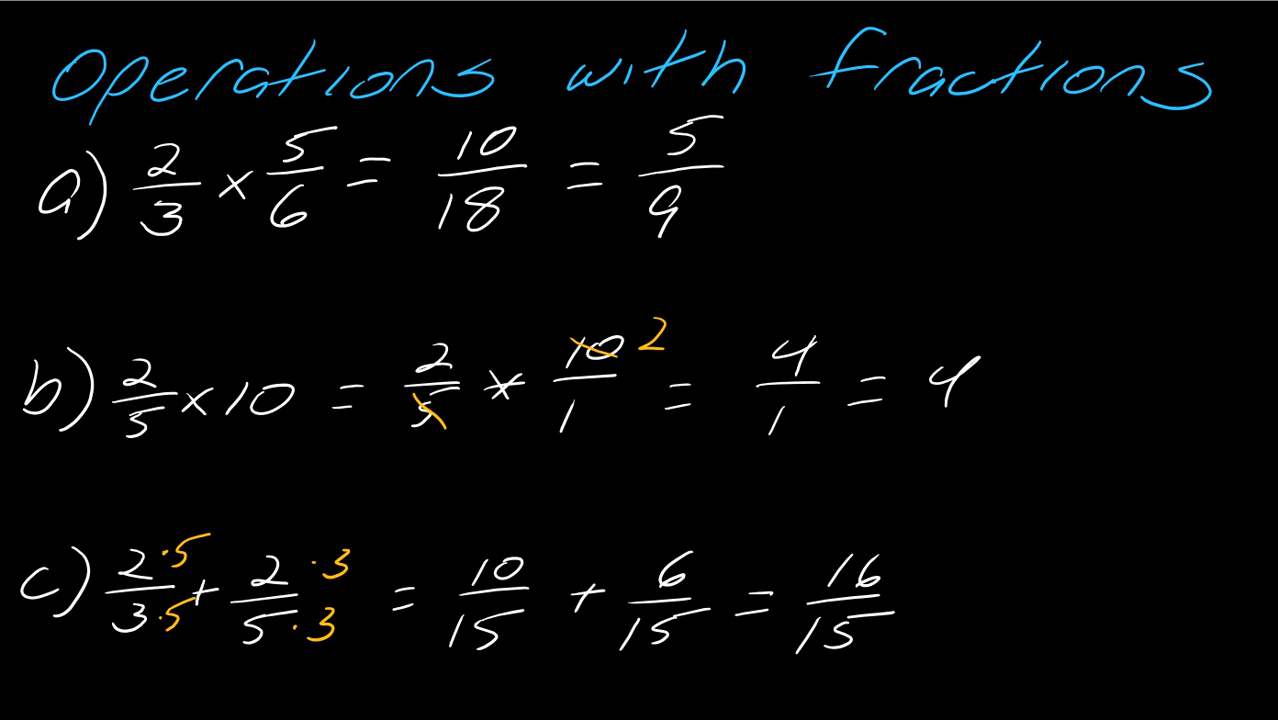 Operations with fractions
a) 2/3 × 5/6 = 10/18 = 5/9
b) 2/5 × 10 = 2/5 × 10/1 2 = 4/1 = 4
c) 2·5/3·5 + 2·3/5·3 = 10/15 + 6/15 = 16/15